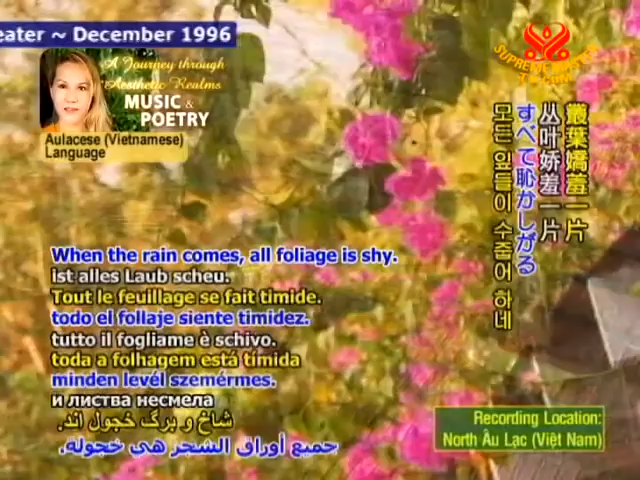 eater ~ December 1996
A Journey through
Aesthetic Realms
MUSIC &
POETRY
Aulacese (Vietnamese)
Language
SUPREME MASTER
TV.COM
叢葉嬌羞一片
丛叶娇羞一片
すべて恥かしがる
모든 잎들이 수줍어 하네
When the rain comes, all foliage is shy.
ist alles Laub scheu.
Tout le feuillage se fait timide.
todo el follaje siente timidez.
tutto il fogliame è schivo.
toda a folhagem está tímida
minden levél szemérmes.
и листва несмела
شاخ و برگ خجول اند.
جميع أوراق الشجر هي خجوله.
Recording Location:
North Âu Lạc (Việt Nam)